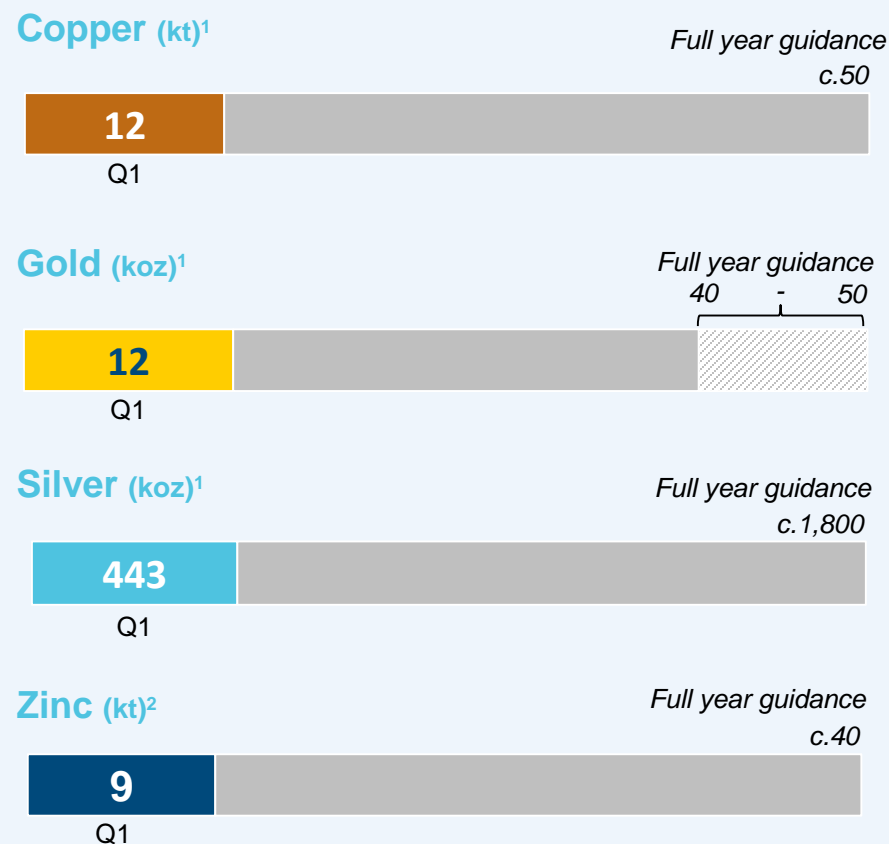 Copper (kt)¹
Full year guidance
c.50
12
Q1
Gold (koz)¹
Full year guidance
40 - 50
12
Q1
Silver (koz)¹
Full year guidance
c.1,800
443
Q1
Zinc (kt)²
Full year guidance
c.40
9
Q1